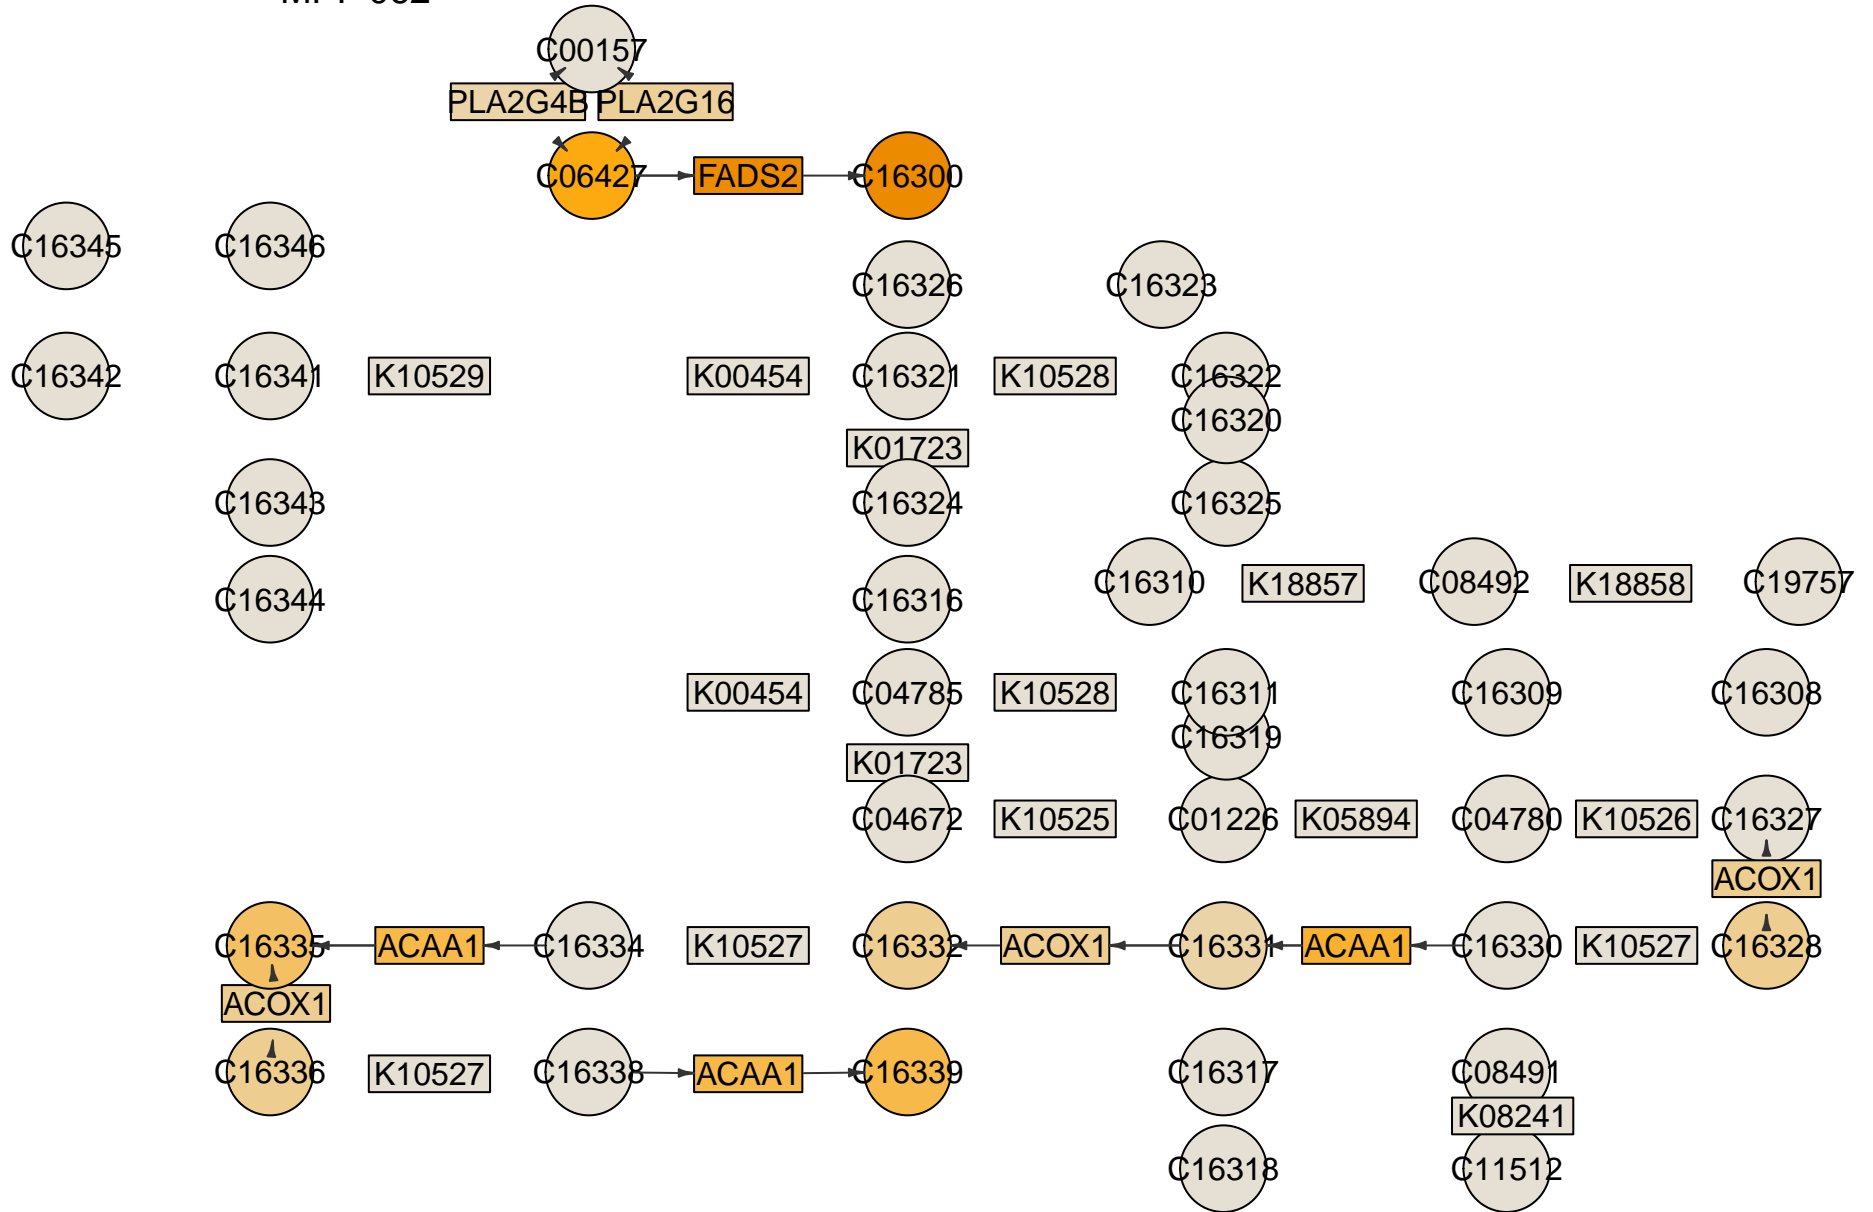 C00157
PLA2G4B PLA2G16
C06427 FADS2 C16300
C16345 C16346
C16326 C16323
C16342 C16341 K10529 K00454 C16321 K10528 C16322
C16320
K01723
C16343 C16324 C16325
C16310 K18857 C08492 K18858 C19757
C16344 C16316
K00454 C04785 K10528 C16311 C16309 C16308
C16319
K01723
C04672 K10525 C01226 K05894 C04780 K10526 C16327
ACOX1
C16335 ACAA1 C16334 K10527 C16332 ACOX1 C16331 ACAA1 C16330 K10527 C16328
ACOX1
C16336 K10527 C16338 ACAA1 C16339 C16317 C08491
K08241
C16318 C11512